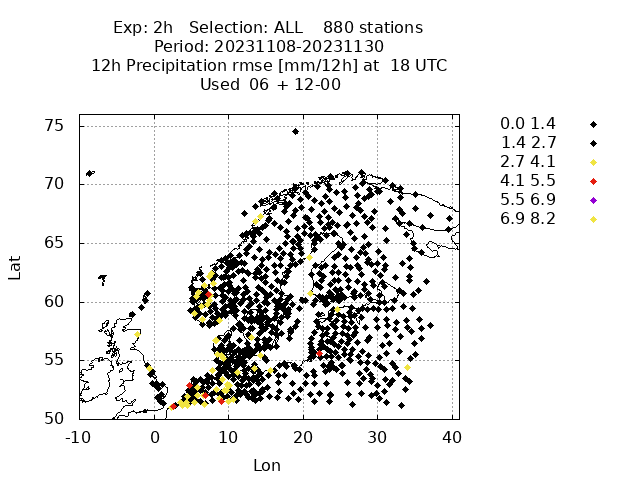 Exp: 2h   Selection: ALL    880 stations
Period: 20231108-20231130
12h Precipitation rmse [mm/12h] at  18 UTC
Used  06 + 12-00
0.0 1.4
1.4 2.7
2.7 4.1
4.1 5.5
5.5 6.9
6.9 8.2
75
70
65
60
55
50
Lat
-10 0 10 20 30 40
Lon